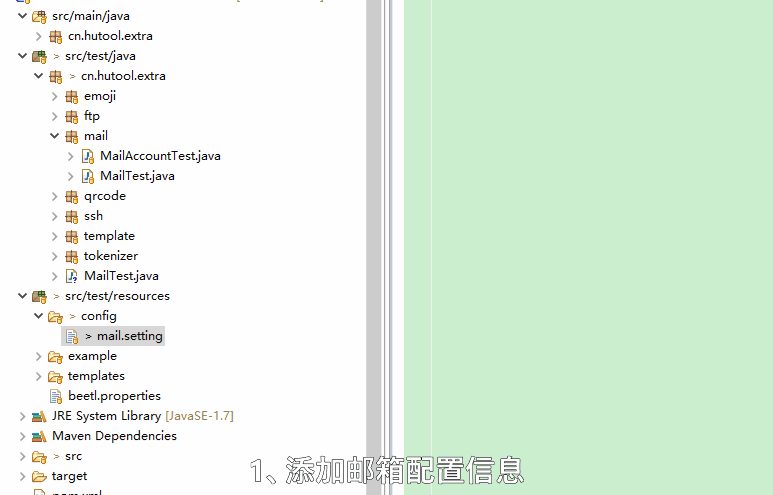 src/main/java
cn.hutool.extra
> src/test/java
> cn.hutool.extra
emoji
ftp
mail
MailAccountTest.java
MailTest.java
qrcode
ssh
template
tokenizer
MailTest.java
> src/test/resources
> config
> mail.setting
example
templates
beetl.properties
JRE System Library [JavaSE-1.7]
Maven Dependencies
> src
target
1、添加邮箱配置信息